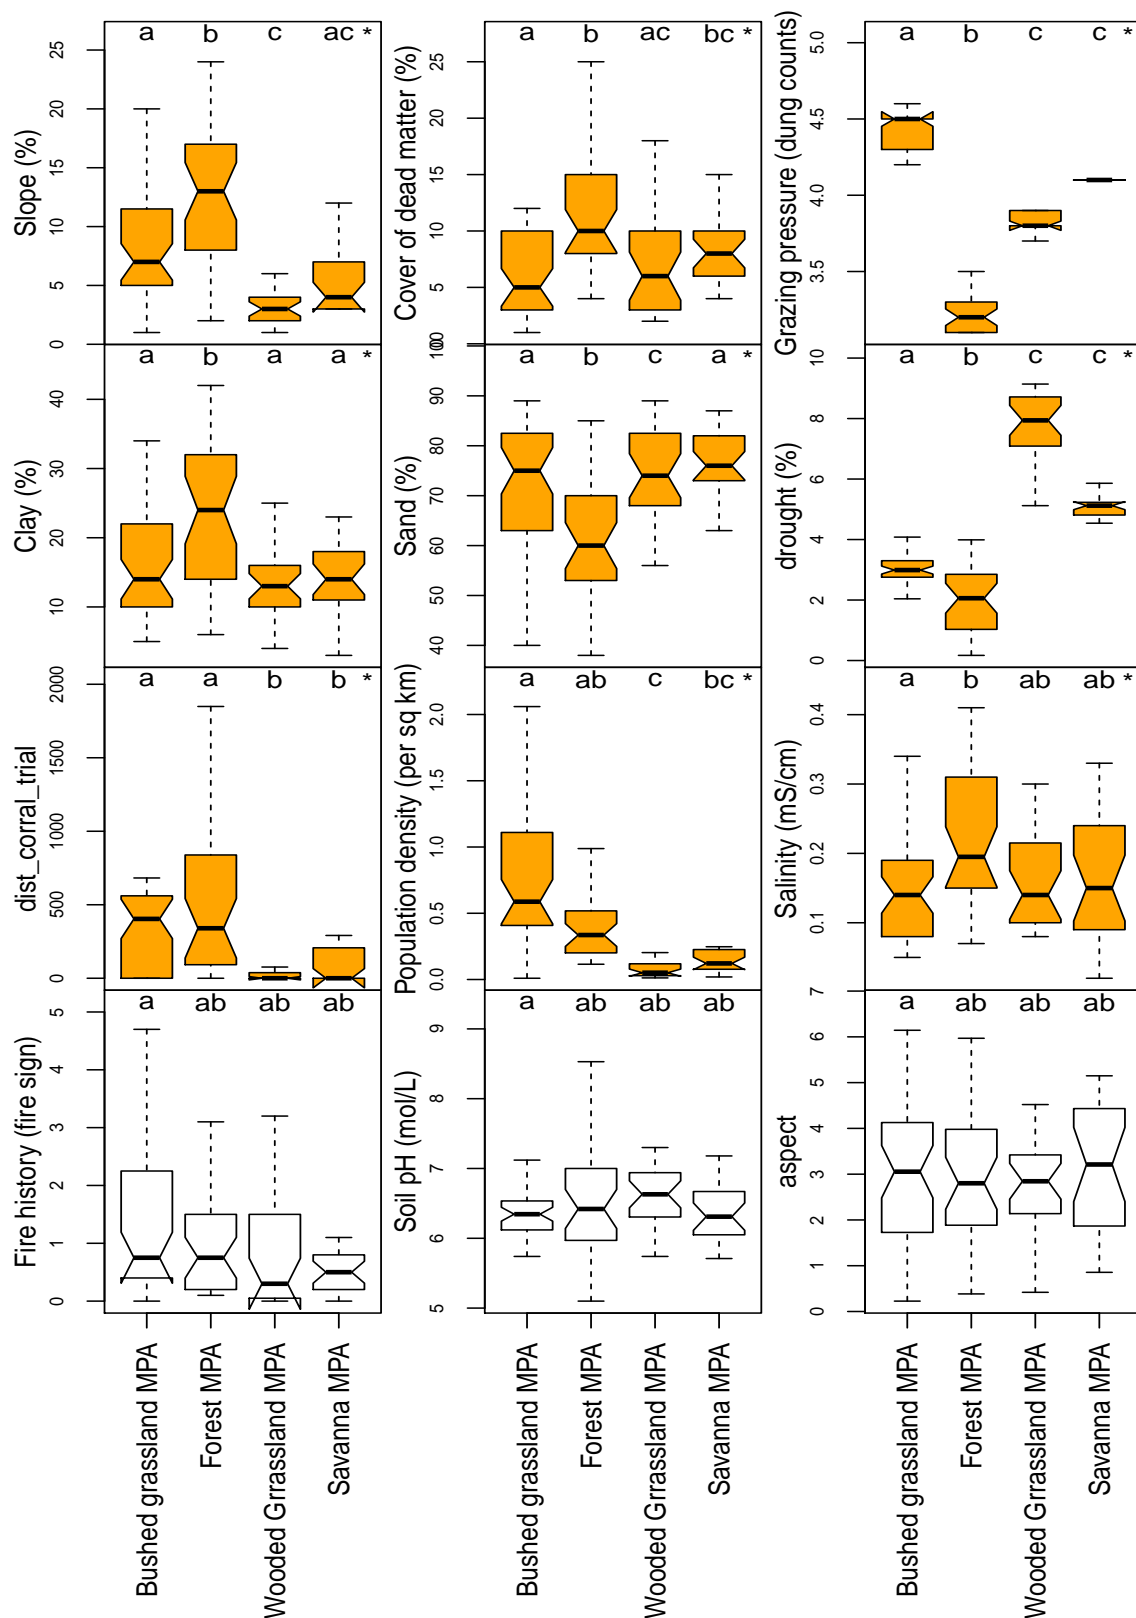 Slope (%)
0 5 10 15 20 25
a b c ac *
Cover of dead matter (%)
0 5 10 15 20 25
a b ac bc *
Grazing pressure (dung counts)
3.5 4.0 4.5 5.0
a b c c *
Clay (%)
10 20 30 40
a b a a *
Sand (%)
40 50 60 70 80 90 100
a b c a *
drought (%)
0 2 4 6 8 10
a b c c *
dist_corral_trial
0 500 1000 1500 2000
a a b b *
Population density (per sq km)
0.0 0.5 1.0 1.5 2.0
a ab c bc *
Salinity (mS/cm)
0.1 0.2 0.3 0.4
a b ab ab *
Fire history (fire sign)
0 1 2 3 4 5
a ab ab ab
Soil pH (mol/L)
5 6 7 8 9
a ab ab ab
aspect
0 1 2 3 4 5 6 7
a ab ab ab
Bushed grassland MPA
Forest MPA
Wooded Grrassland MPA
Savanna MPA
Bushed grassland MPA
Forest MPA
Wooded Grrassland MPA
Savanna MPA
Bushed grassland MPA
Forest MPA
Wooded Grrassland MPA
Savanna MPA